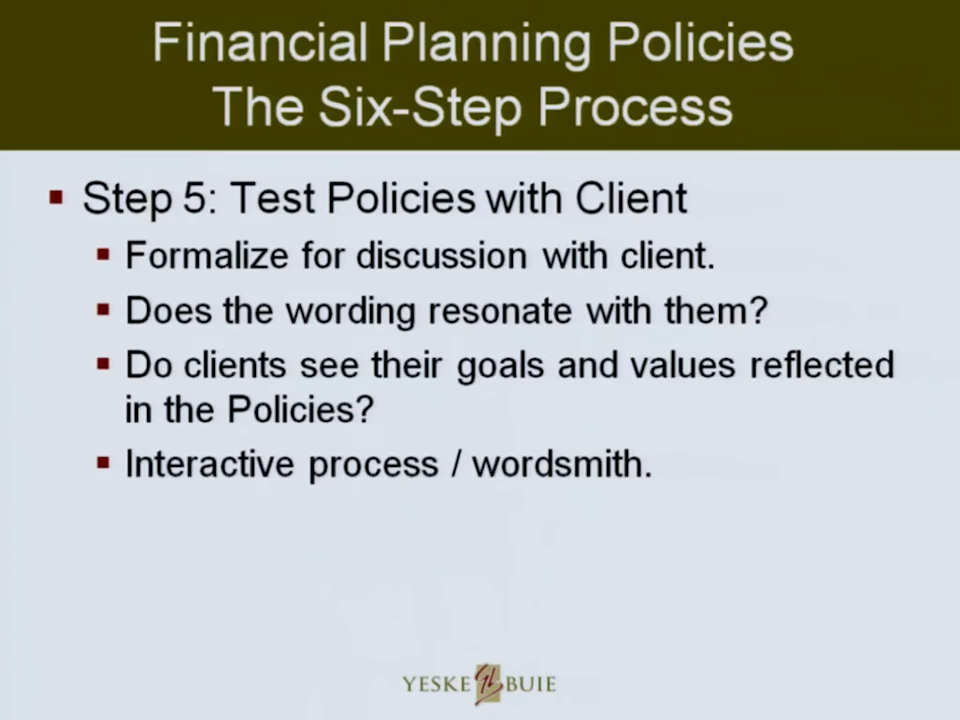 Financial Planning Policies
The Six-Step Process
Step 5: Test Policies with Client
Formalize for discussion with client.
Does the wording resonate with them?
Do clients see their goals and values reflected
in the Policies?
Interactive process / wordsmith.
YESKE BUIE